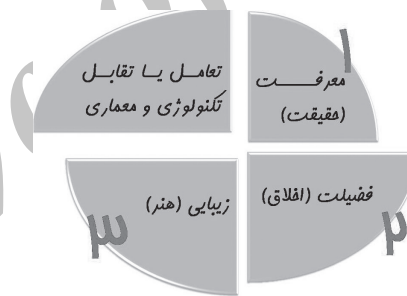 ۱
معرفت
(حقیقت)
تعامل یا تقابل
تکنولوژی و معماری
فضیلت (اخلاق)
۲
زیبایی (هنر)
۳